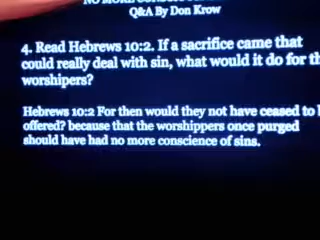 Q&A By Don Krow
4. Read Hebrews 10:2. If a sacrifice came that
could really deal with sin, what would it do for th
worshipers?
Hebrews 10:2 For then would they not have ceased to
offered? because that the worshippers once purged
should have had no more conscience of sins.